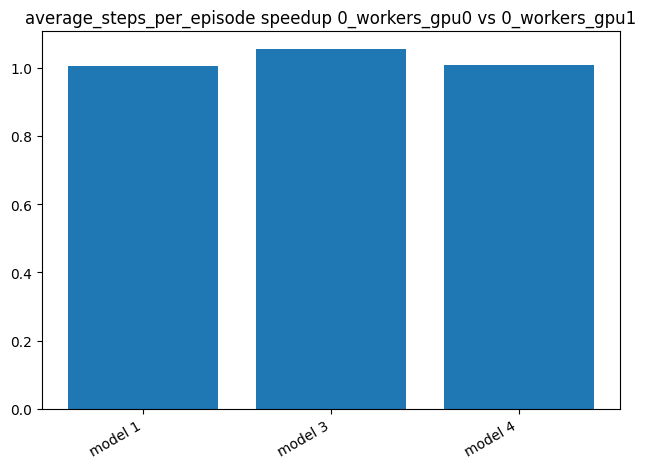 average_steps_per_episode speedup 0_workers_gpu0 vs 0_workers_gpu1
1.0
0.8
0.6
0.4
0.2
0.0
model 1
model 3
model 4